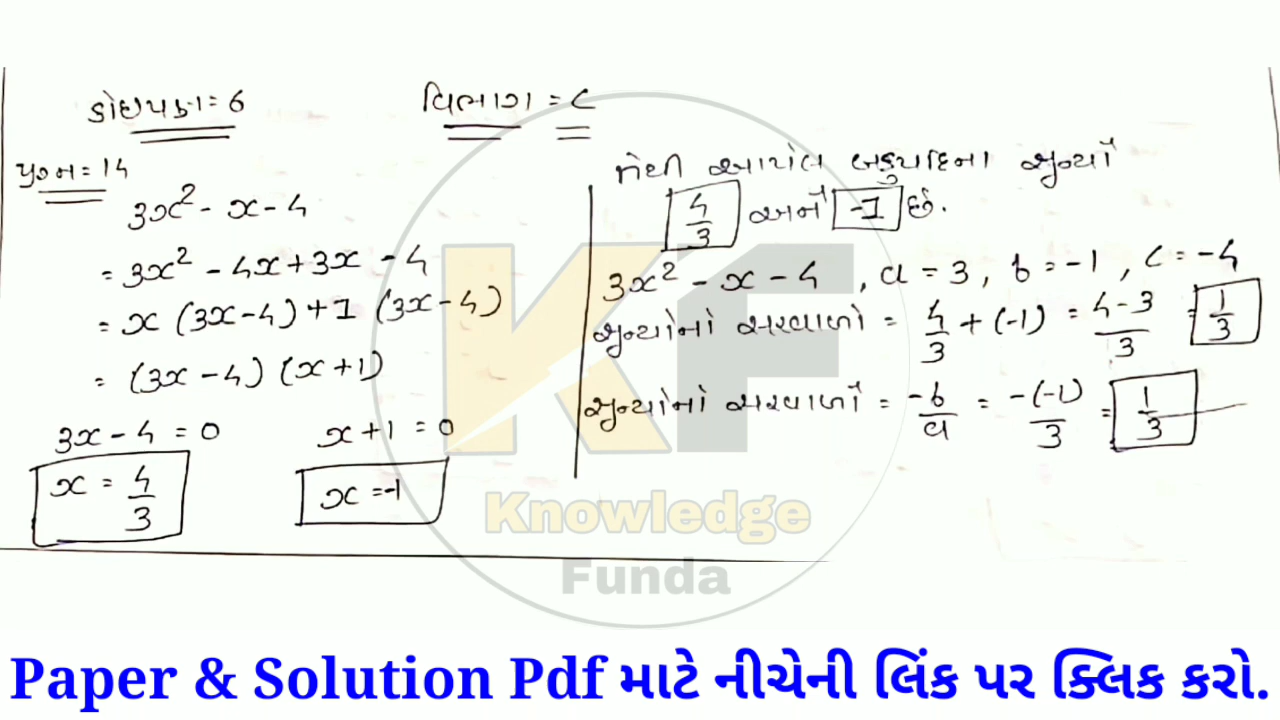 કોઈપણ = 6
વિભાગ = C
પ્રશ્ન = 14
3x² - x - 4
= 3x² - 4x + 3x - 4
= x (3x - 4) + 1 (3x - 4)
= (3x - 4) (x + 1)
3x - 4 = 0
x + 1 = 0
x = 4/3
x = -1
તેથી આપેલ બહુપદિના શુન્યો
4/3 અને -1 છે.
3x² - x - 4 , a = 3 , b = -1 , c = -4
શુન્યોનો સરવાળો = 4/3 + (-1) = 4-3/3 = 1/3
શુન્યોનો સરવાળો = -b/a = -(-1)/3 = 1/3
KF
Knowledge
Funda
Paper & Solution Pdf માટે નીચેની લિંક પર ક્લિક કરો.